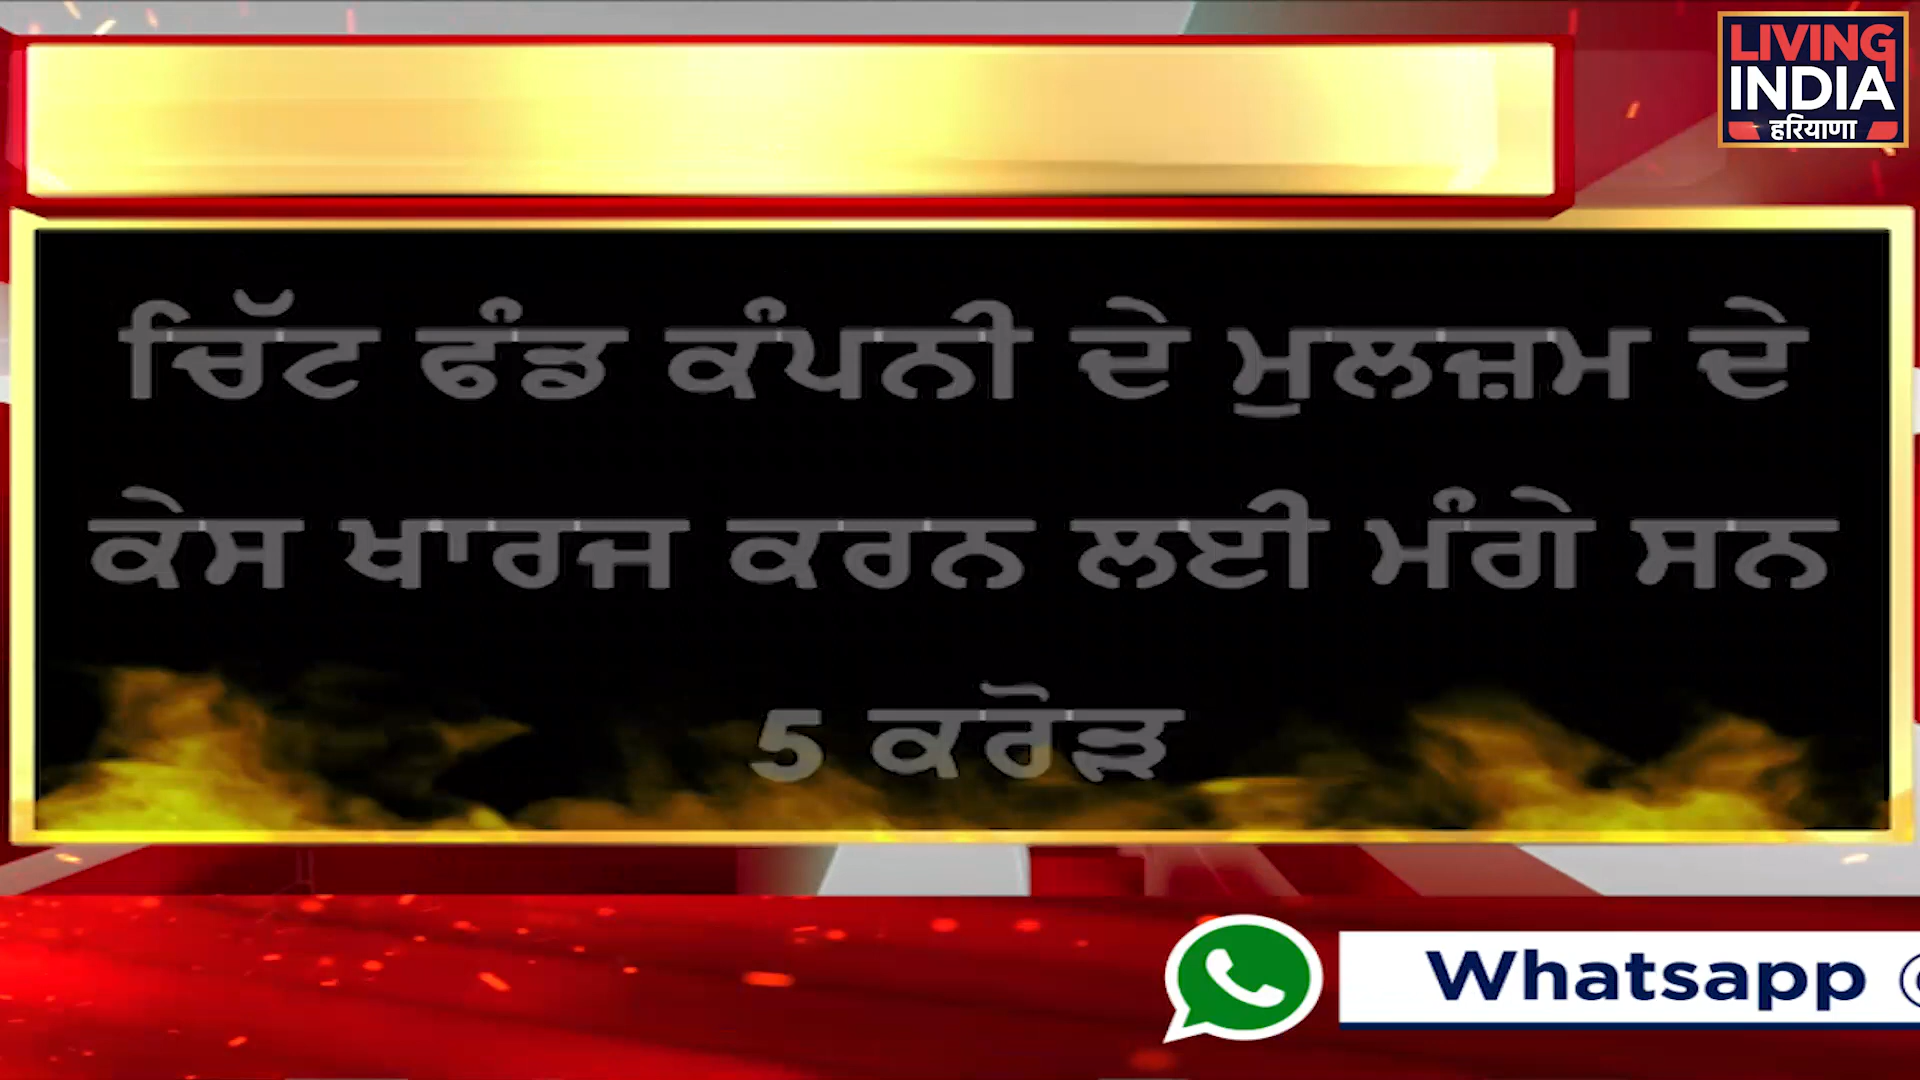 LIVING
INDIA
हरियाणा
ਚਿੱਟ ਫੰਡ ਕੰਪਨੀ ਦੇ ਮੁਲਜ਼ਮ ਦੇ
ਕੇਸ ਖਾਰਜ ਕਰਨ ਲਈ ਮੰਗੇ ਸਨ
5 ਕਰੋੜ
Whatsapp